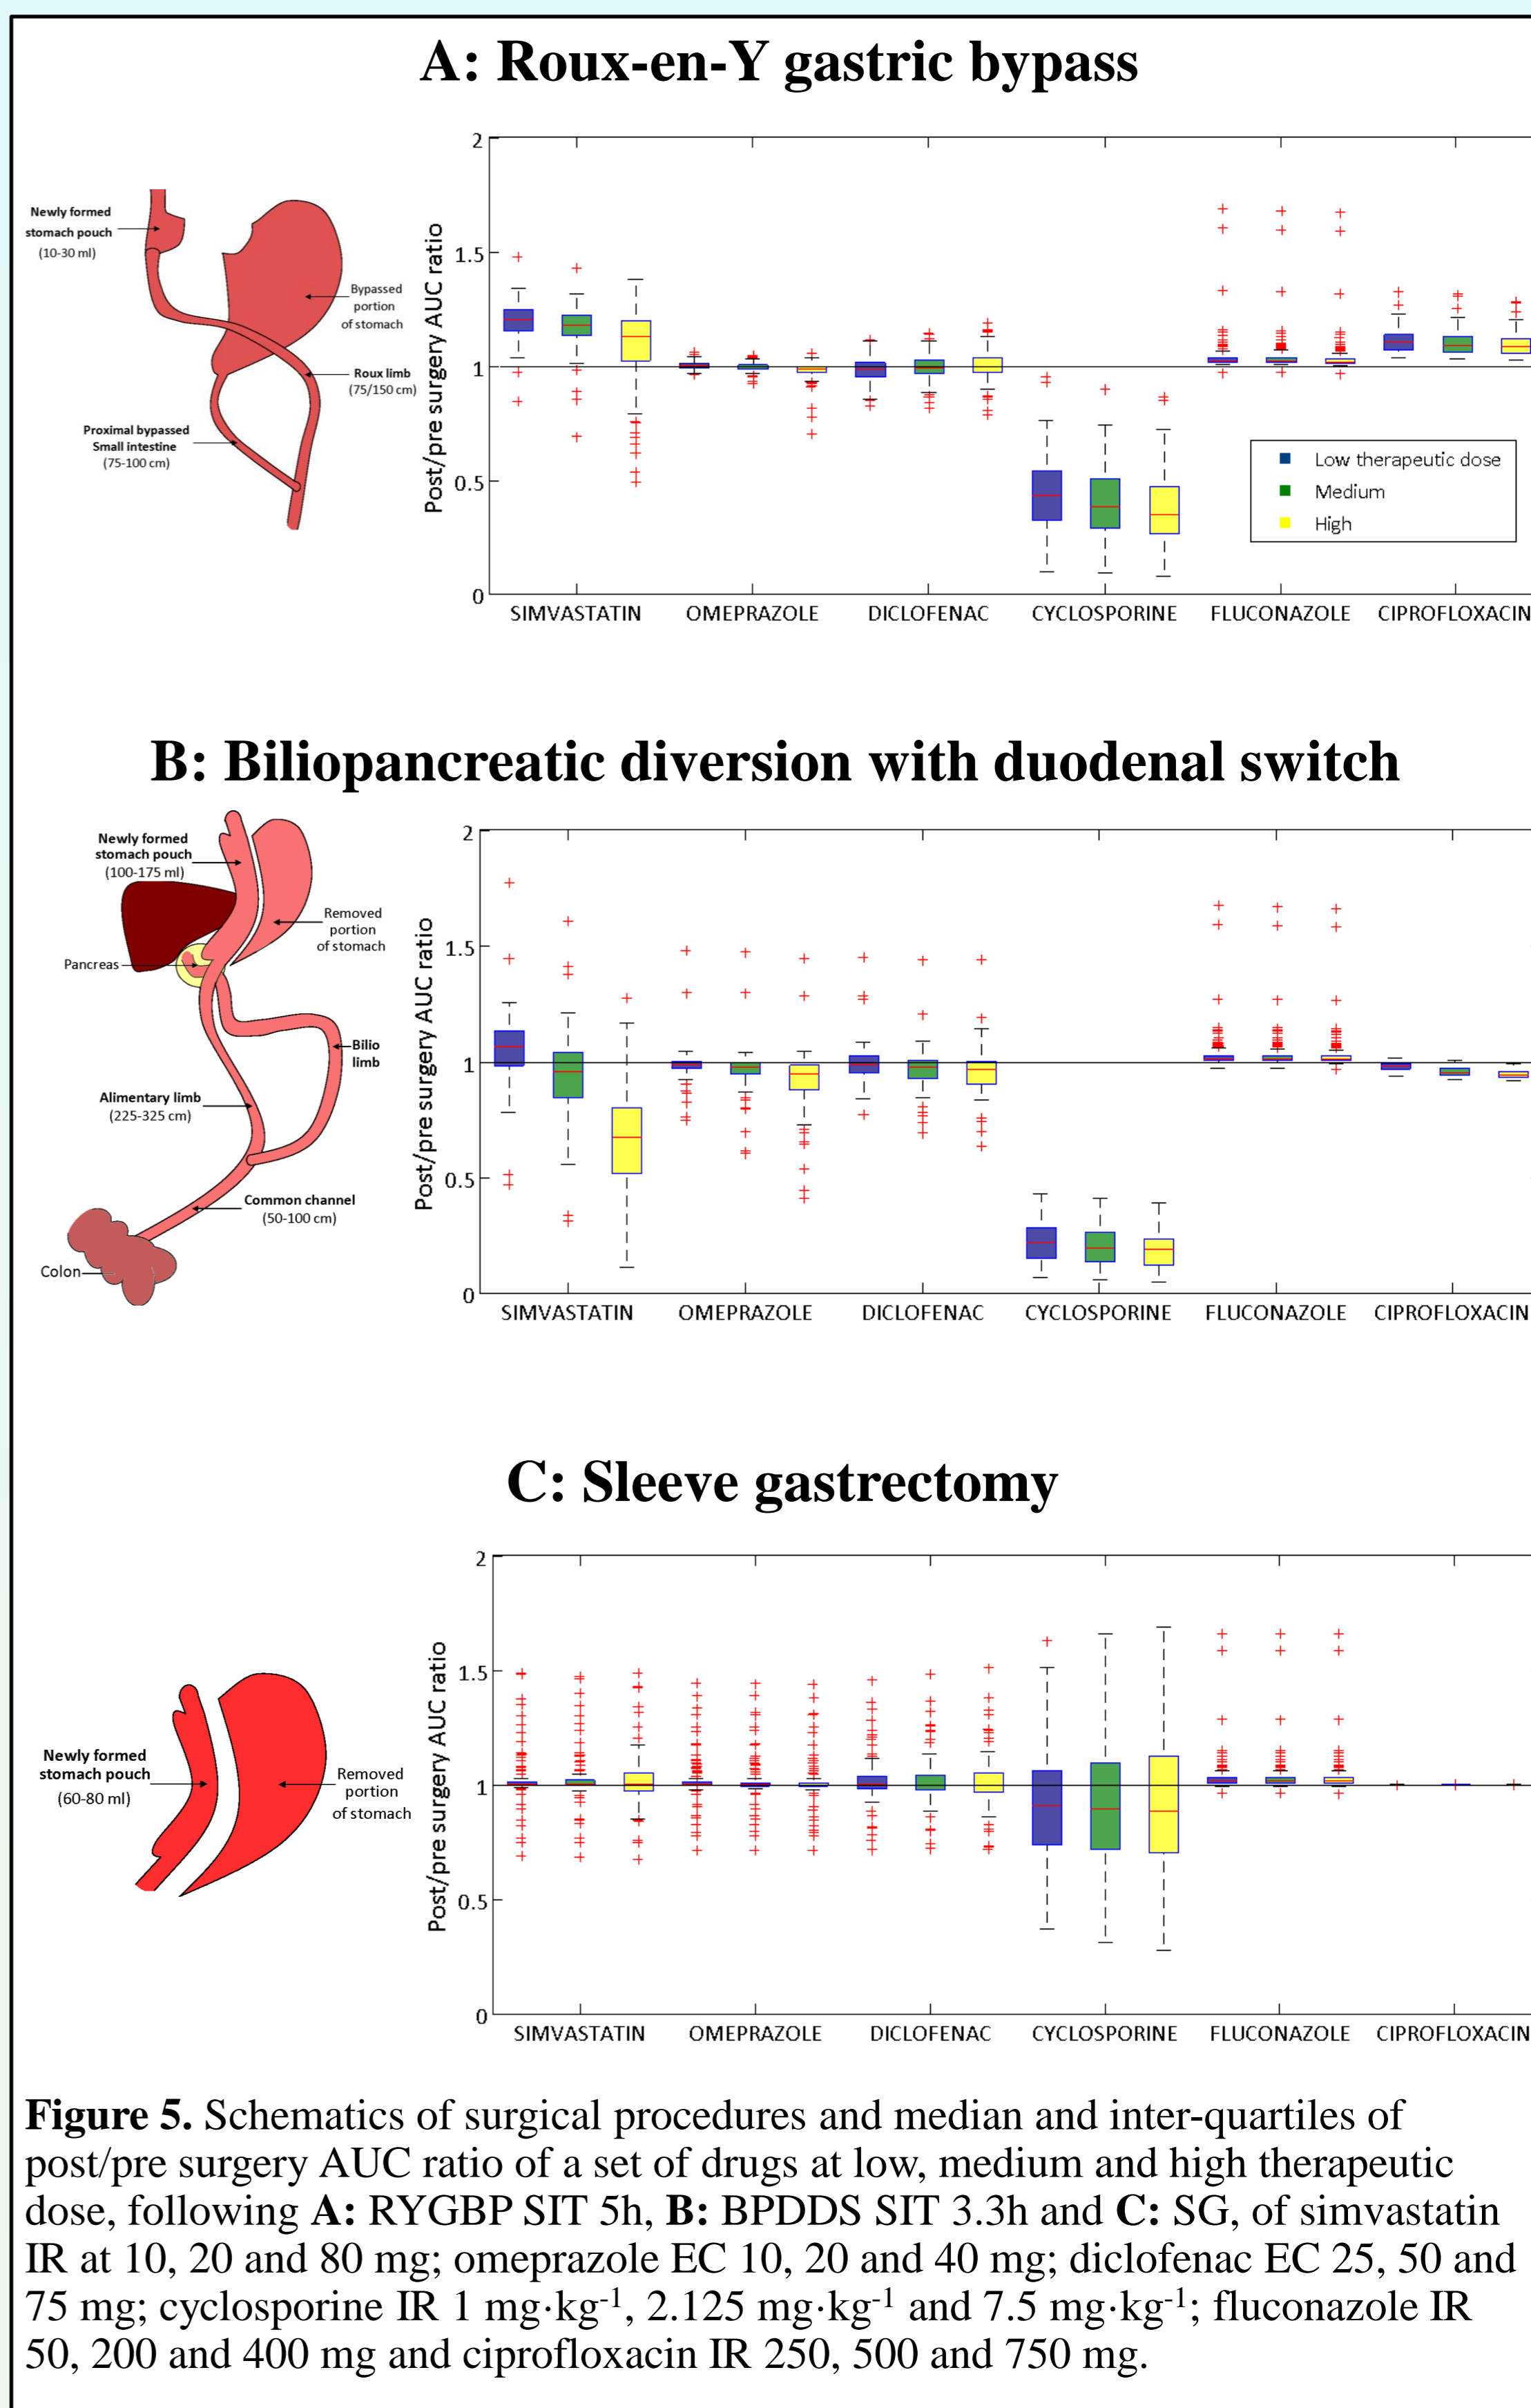 A: Roux-en-Y gastric bypass
Newly formed
stomach pouch
(10-30 ml)
Bypassed
portion
of stomach
Roux limb
(75/150 cm)
Proximal bypassed
Small intestine
(75-100 cm)
Post/pre surgery AUC ratio
2
1.5
1
0.5
0
Low therapeutic dose
Medium
High
SIMVASTATIN OMEPRAZOLE DICLOFENAC CYCLOSPORINE FLUCONAZOLE CIPROFLOXACIN
B: Biliopancreatic diversion with duodenal switch
Newly formed
stomach pouch
(100-175 ml)
Removed
portion
of stomach
Pancreas
Bilio
limb
Alimentary limb
(225-325 cm)
Common channel
(50-100 cm)
Colon
Post/pre surgery AUC ratio
2
1.5
1
0.5
0
SIMVASTATIN OMEPRAZOLE DICLOFENAC CYCLOSPORINE FLUCONAZOLE CIPROFLOXACIN
C: Sleeve gastrectomy
Newly formed
stomach pouch
(60-80 ml)
Removed
portion
of stomach
Post/pre surgery AUC ratio
2
1.5
1
0.5
0
SIMVASTATIN OMEPRAZOLE DICLOFENAC CYCLOSPORINE FLUCONAZOLE CIPROFLOXACIN
Figure 5. Schematics of surgical procedures and median and inter-quartiles of
post/pre surgery AUC ratio of a set of drugs at low, medium and high therapeutic
dose, following A: RYGBP SIT 5h, B: BPDDS SIT 3.3h and C: SG, of simvastatin
IR at 10, 20 and 80 mg; omeprazole EC 10, 20 and 40 mg; diclofenac EC 25, 50 and
75 mg; cyclosporine IR 1 mg·kg⁻¹, 2.125 mg·kg⁻¹ and 7.5 mg·kg⁻¹; fluconazole IR
50, 200 and 400 mg and ciprofloxacin IR 250, 500 and 750 mg.